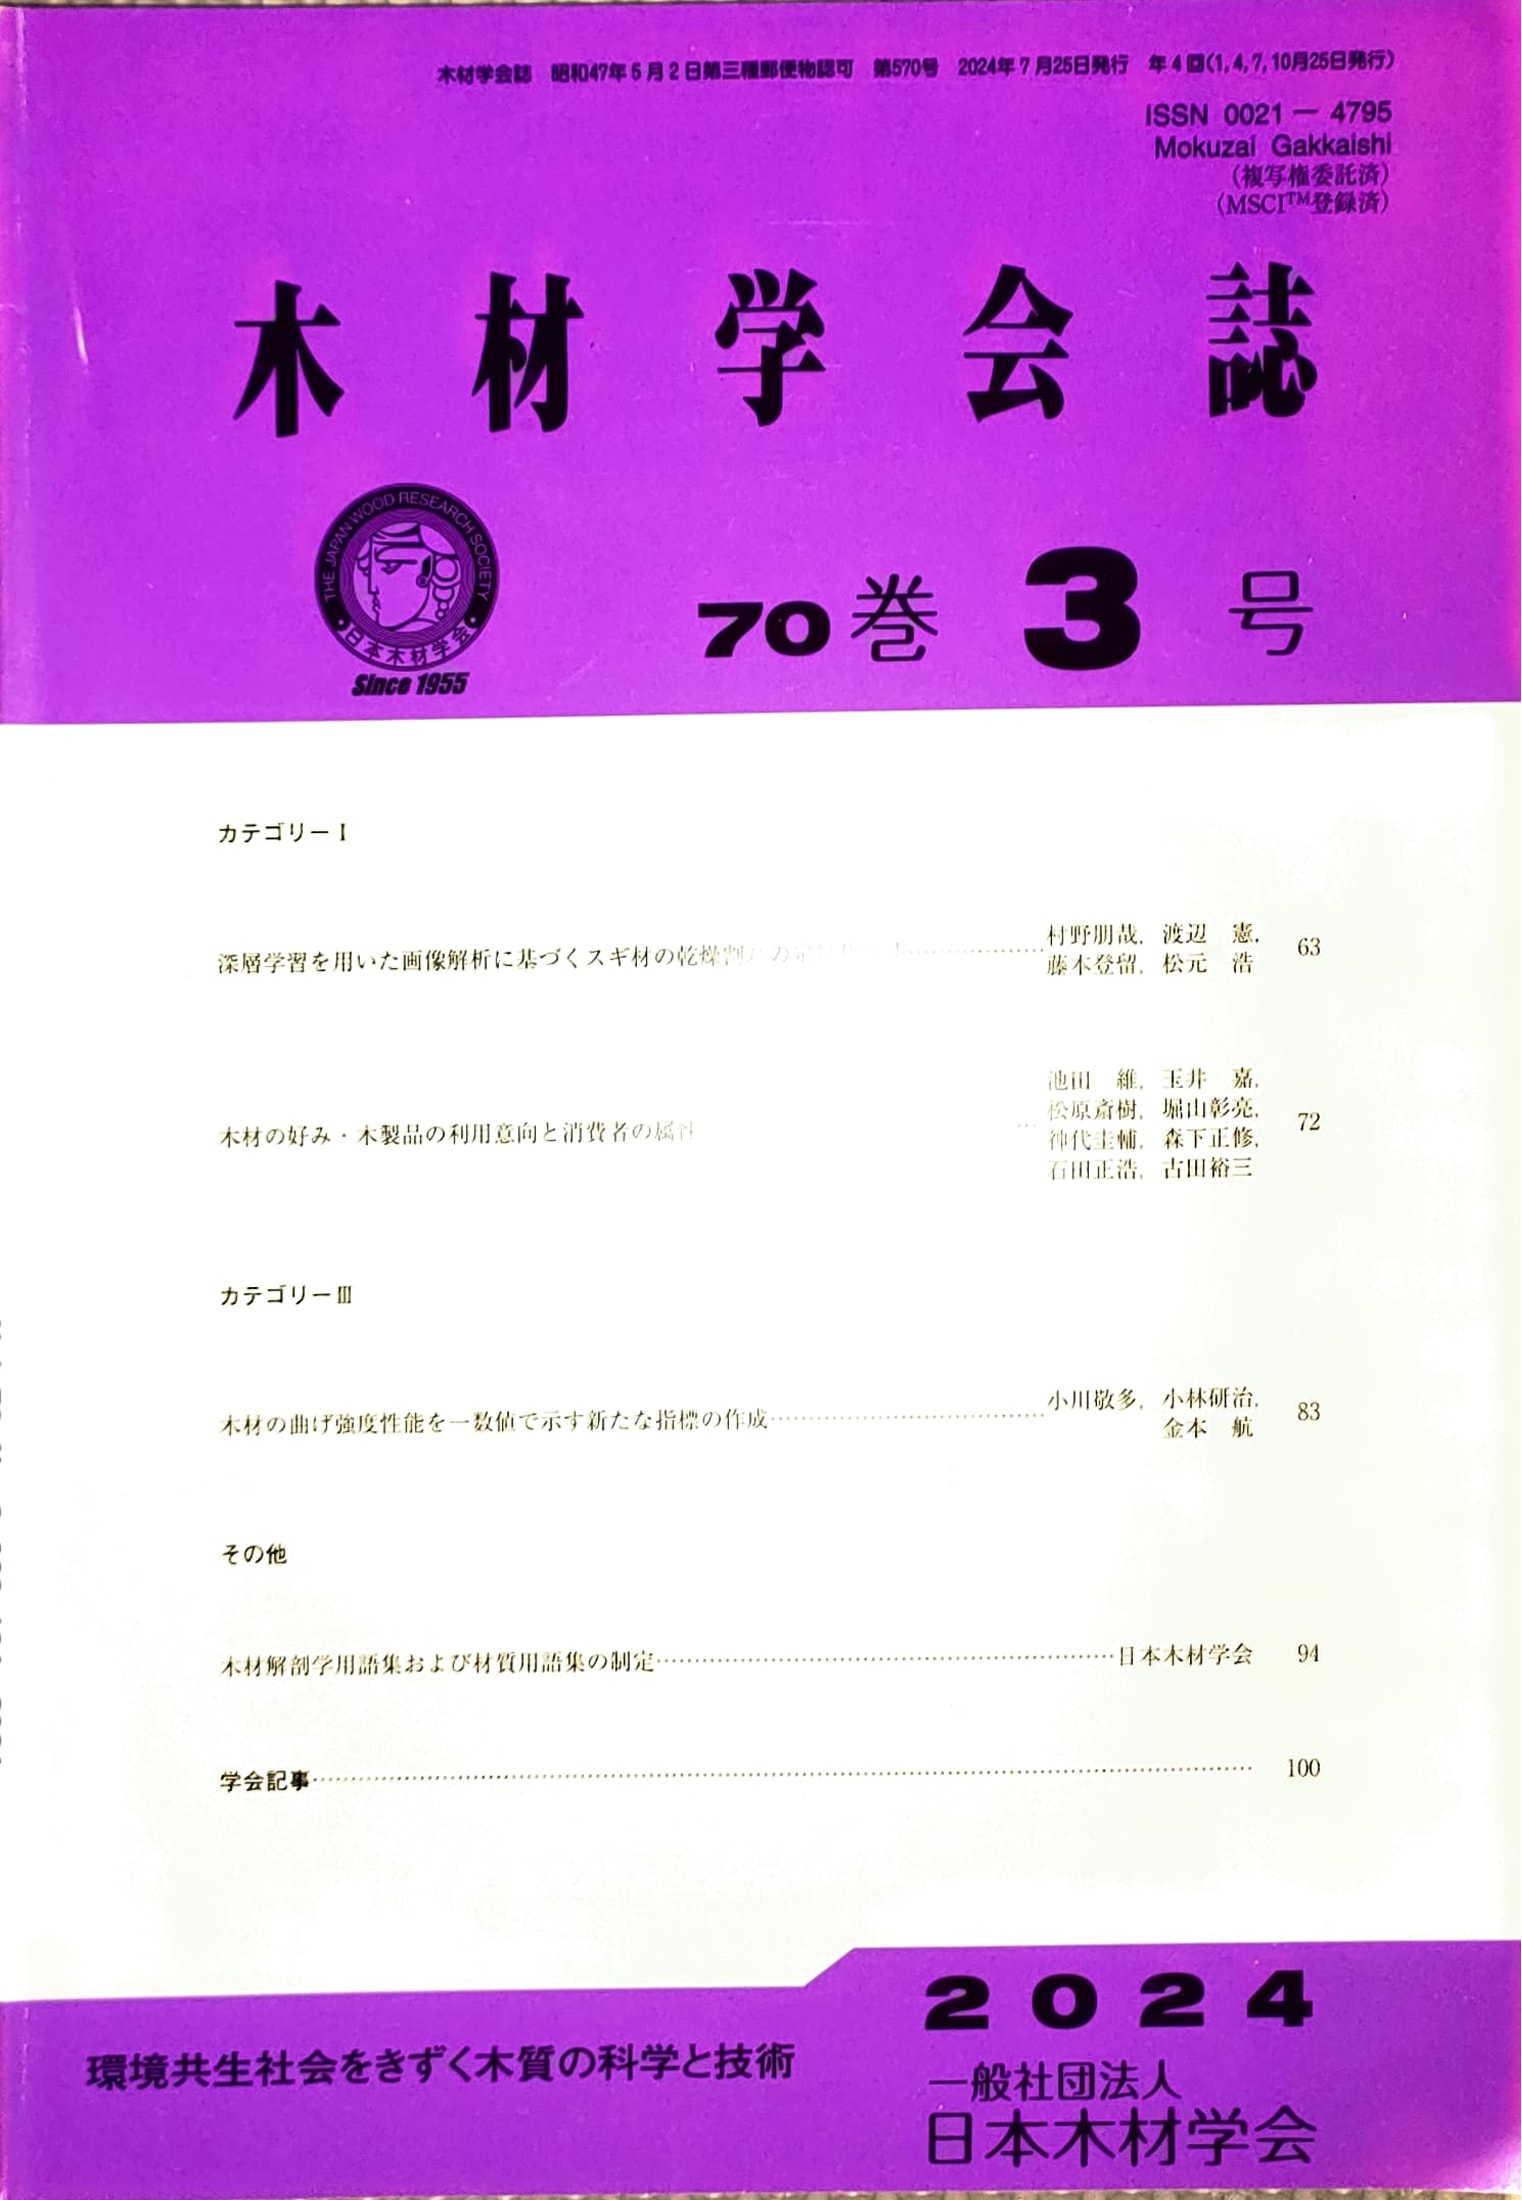 木材学会誌 昭和47年5月2日第三種郵便物認可 第570号 2024年7月25日発行 年4回(1,4,7,10月25日発行)
ISSN 0021 — 4795
Mokuzai Gakkaishi
(複写権委託済)
(MSCI™登録済)
木材学会誌
THE JAPAN WOOD RESEARCH SOCIETY
・日本木材学会・
Since 1955
70巻 3号
カテゴリーⅠ
深層学習を用いた画像解析に基づくスギ材の乾燥割れの定 村野朋哉, 渡辺 憲, 63
藤本登留, 松元 浩
池田 維, 玉井 嘉,
松原斎樹, 堀山彰亮,
木材の好み・木製品の利用意向と消費者の属性 神代圭輔, 森下正修, 72
石田正浩, 古田裕三
カテゴリーⅢ
木材の曲げ強度性能を一数値で示す新たな指標の作成……………………小川敬多, 小林研治, 83
金本 航
その他
木材解剖学用語集および材質用語集の制定……………………………………日本木材学会 94
学会記事………………………………………………………………………… 100
2024
環境共生社会をきずく木質の科学と技術
一般社団法人
日本木材学会